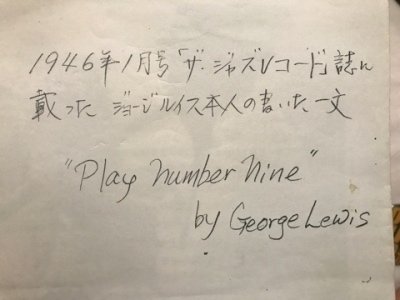 1946年1月号「ザ・ジャズレコード」誌に
載った ジョージルイス本人の書いた一文
"Play number nine"
by George Lewis